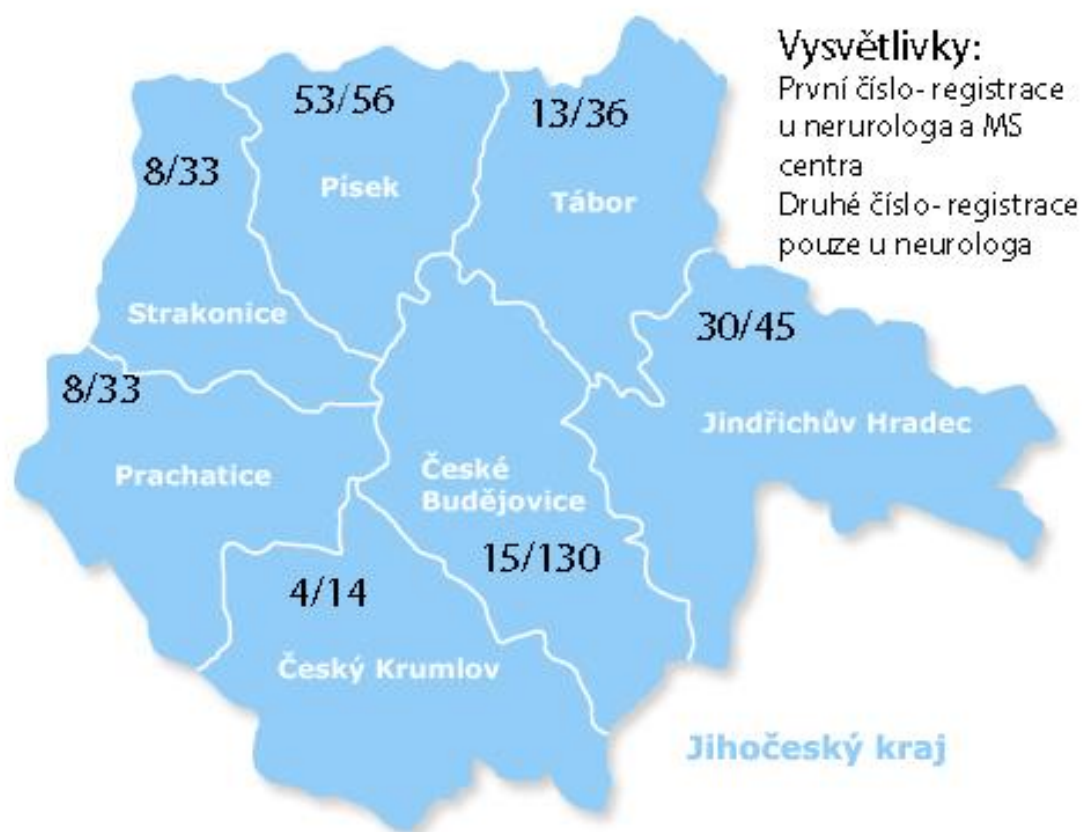 Vysvětlivky:
První číslo- registrace
u nerurologa a MS
centra
Druhé číslo- registrace
pouze u neurologa
53/56
Písek
13/36
Tábor
8/33
Strakonice
30/45
Jindřichův Hradec
8/33
Prachatice
České
Budějovice
15/130
4/14
Český Krumlov
Jihočeský kraj